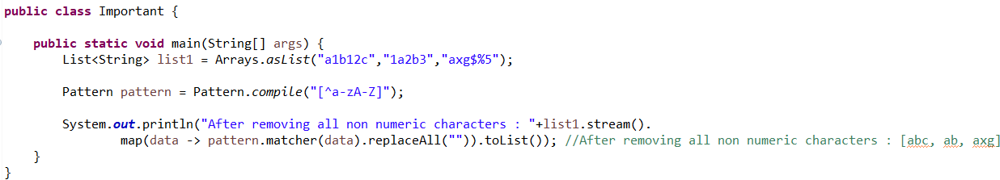 public class Important {
public static void main(String[] args) {
List<String> list1 = Arrays.asList("a1b12c","1a2b3","axg$%5");
Pattern pattern = Pattern.compile("[^a-zA-Z]");
System.out.println("After removing all non numeric characters : "+list1.stream().
map(data -> pattern.matcher(data).replaceAll("")).toList()); //After removing all non numeric characters : [abc, ab, axg]
}
}